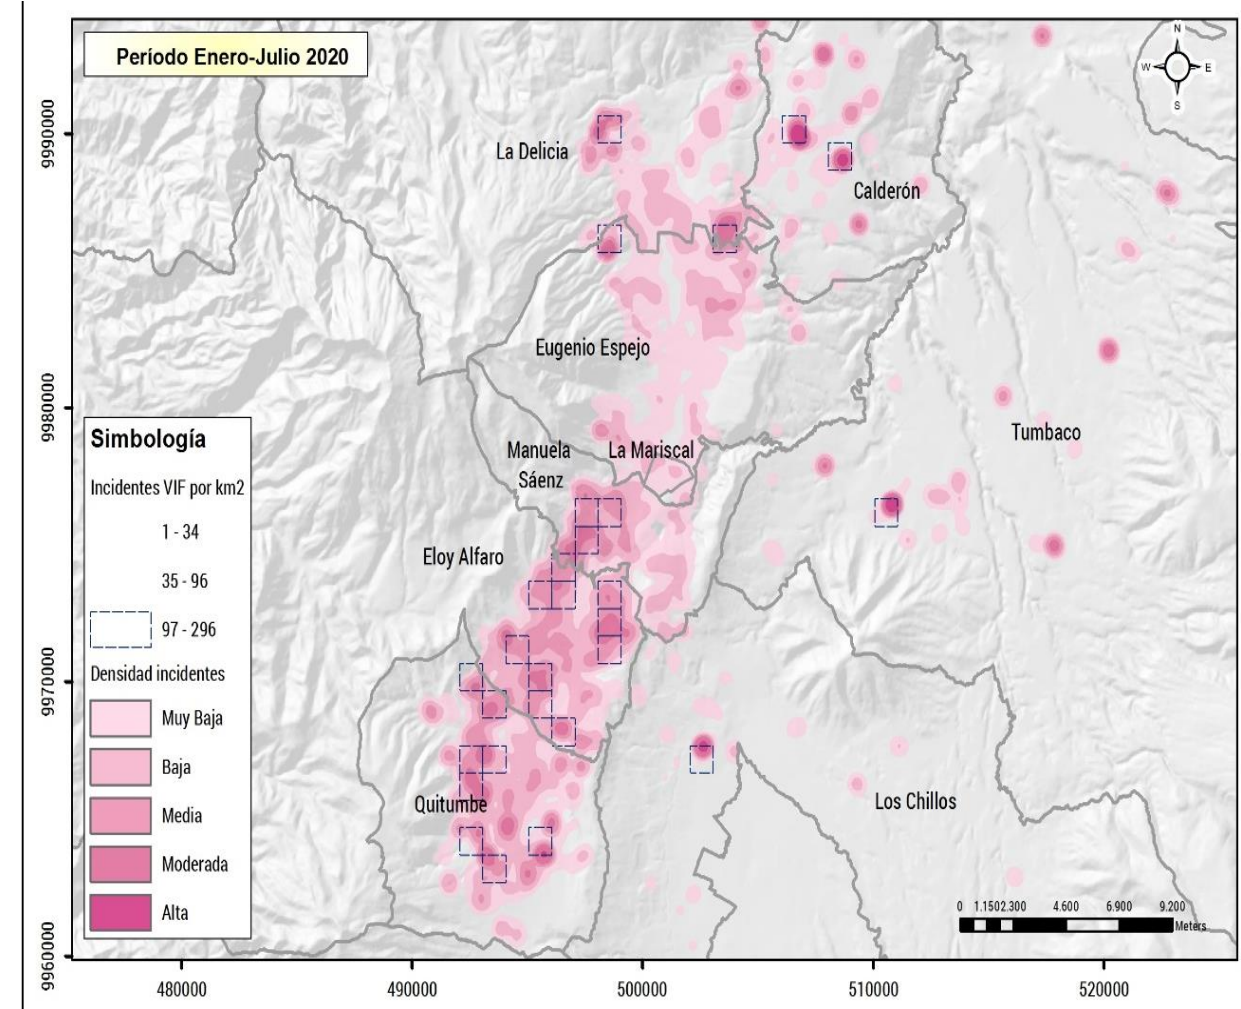 Período Enero-Julio 2020
N
W
E
S
9990000
9980000
9970000
9960000
La Delicia
Calderón
Eugenio Espejo
Manuela
Sáenz
La Mariscal
Tumbaco
Eloy Alfaro
Quitumbe
Los Chillos
Simbología
Incidentes VIF por km2
1 - 34
35 - 96
97 - 296
Densidad incidentes
Muy Baja
Baja
Media
Moderada
Alta
0 1.150 2.300 4.600 6.900 9.200
Meters
480000 490000 500000 510000 520000